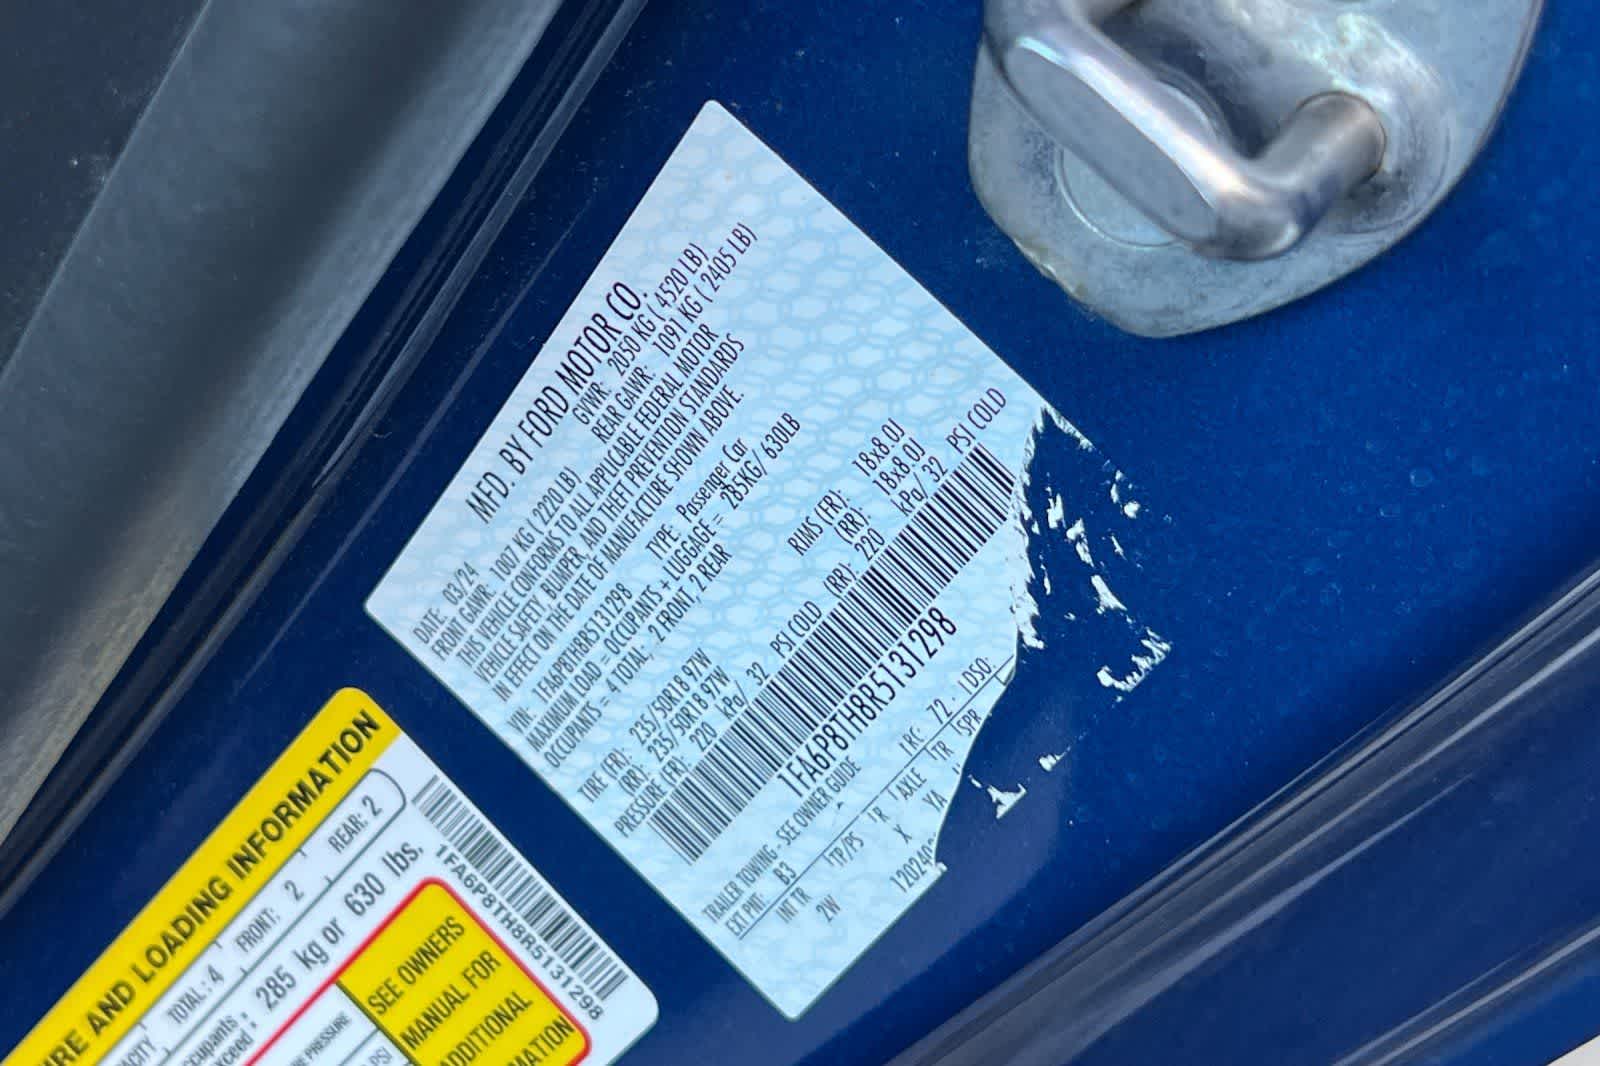 MFD. BY FORD MOTOR CO.
DATE: 03/24 GVWR: 2050 KG ( 4520 LB)
FRONT GAWR: 1007 KG ( 2220 LB) REAR GAWR: 1091 KG ( 2405 LB)
THIS VEHICLE CONFORMS TO ALL APPLICABLE FEDERAL MOTOR
VEHICLE SAFETY, BUMPER, AND THEFT PREVENTION STANDARDS
IN EFFECT ON THE DATE OF MANUFACTURE SHOWN ABOVE.
VIN: 1FA6P8TH8R5131298 TYPE: Passenger Car
MAXIMUM LOAD = OCCUPANTS + LUGGAGE = 285KG/ 630LB
OCCUPANTS = 4 TOTAL; 2 FRONT, 2 REAR
TIRE (FR): 235/50R18 97W RIMS (FR): 18x8.0J
(RR): 235/50R18 97W (RR): 18x8.0J
PRESSURE (FR): 220 kPa/ 32 PSI COLD (RR): 220 kPa/ 32 PSI COLD
1FA6P8TH8R5131298
TRAILER TOWING - SEE OWNER GUIDE
EXT PNT: B3 RC: 72 DSO:
INT TR TP/PS R AXLE TR SPR
2W X YA
RE AND LOADING INFORMATION
TOTAL: 4 FRONT: 2 REAR: 2
285 kg or 630 lbs.
1FA6P8TH8R5131298
PRESSURE
PSI
SEE OWNERS
MANUAL FOR
ADDITIONAL
MATION